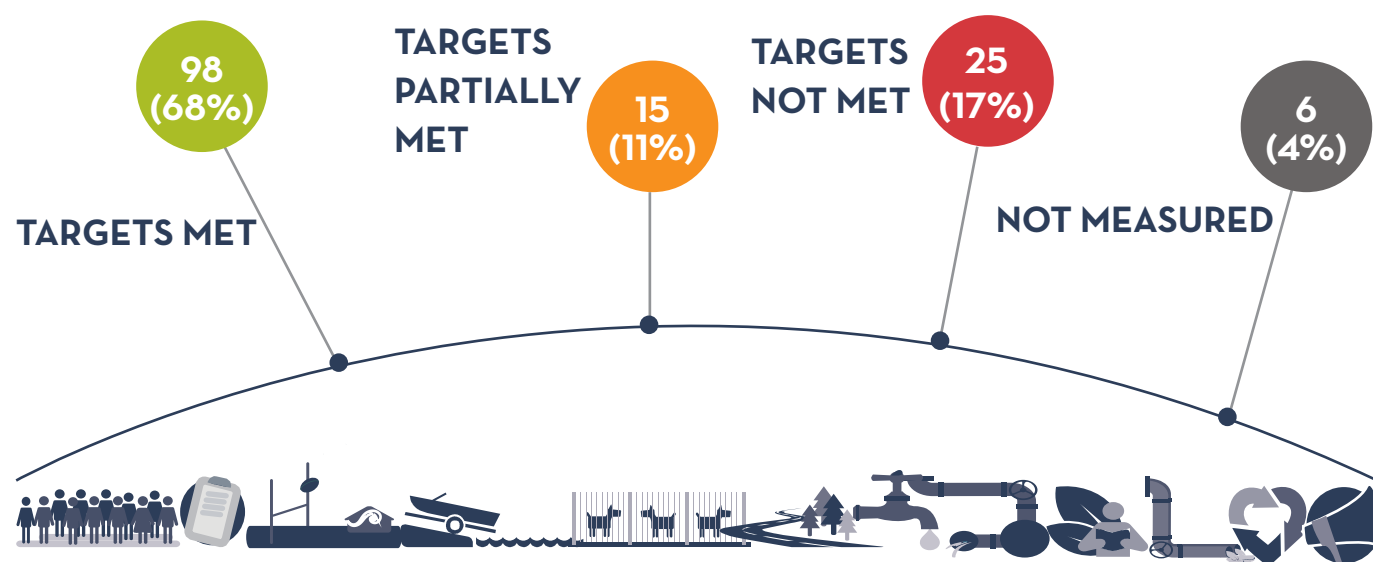 98
(68%)
TARGETS MET
TARGETS
PARTIALLY
MET
15
(11%)
TARGETS
NOT MET
25
(17%)
NOT MEASURED
6
(4%)